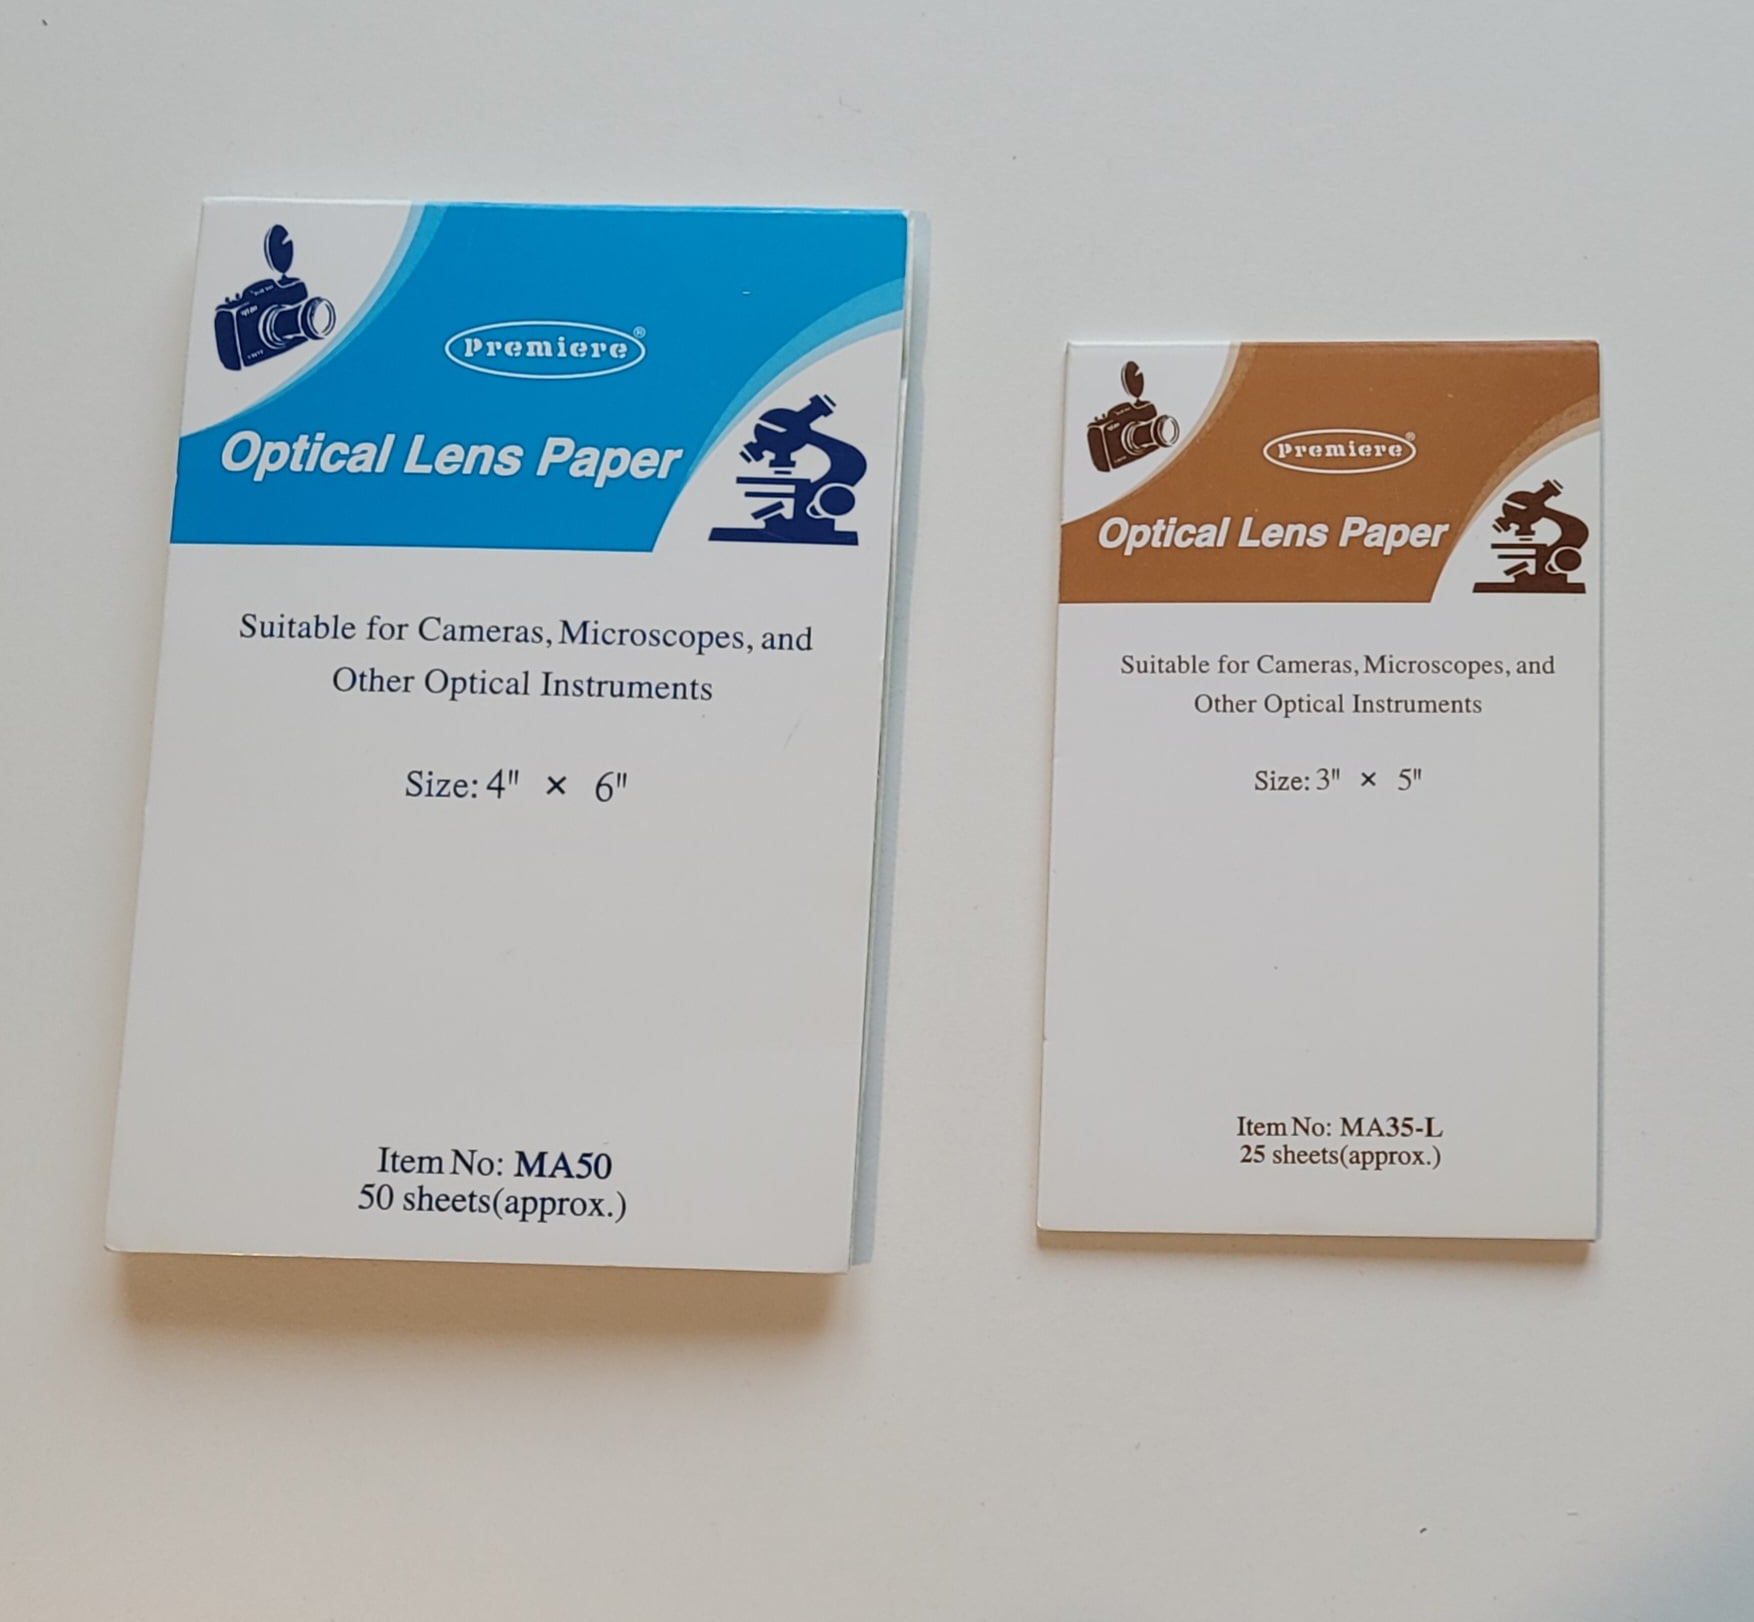 Premiere®
Optical Lens Paper
Suitable for Cameras, Microscopes, and
Other Optical Instruments
Size: 4" × 6"
Item No: MA50
50 sheets(approx.)
Premiere®
Optical Lens Paper
Suitable for Cameras, Microscopes, and
Other Optical Instruments
Size: 3" × 5"
Item No: MA35-L
25 sheets(approx.)